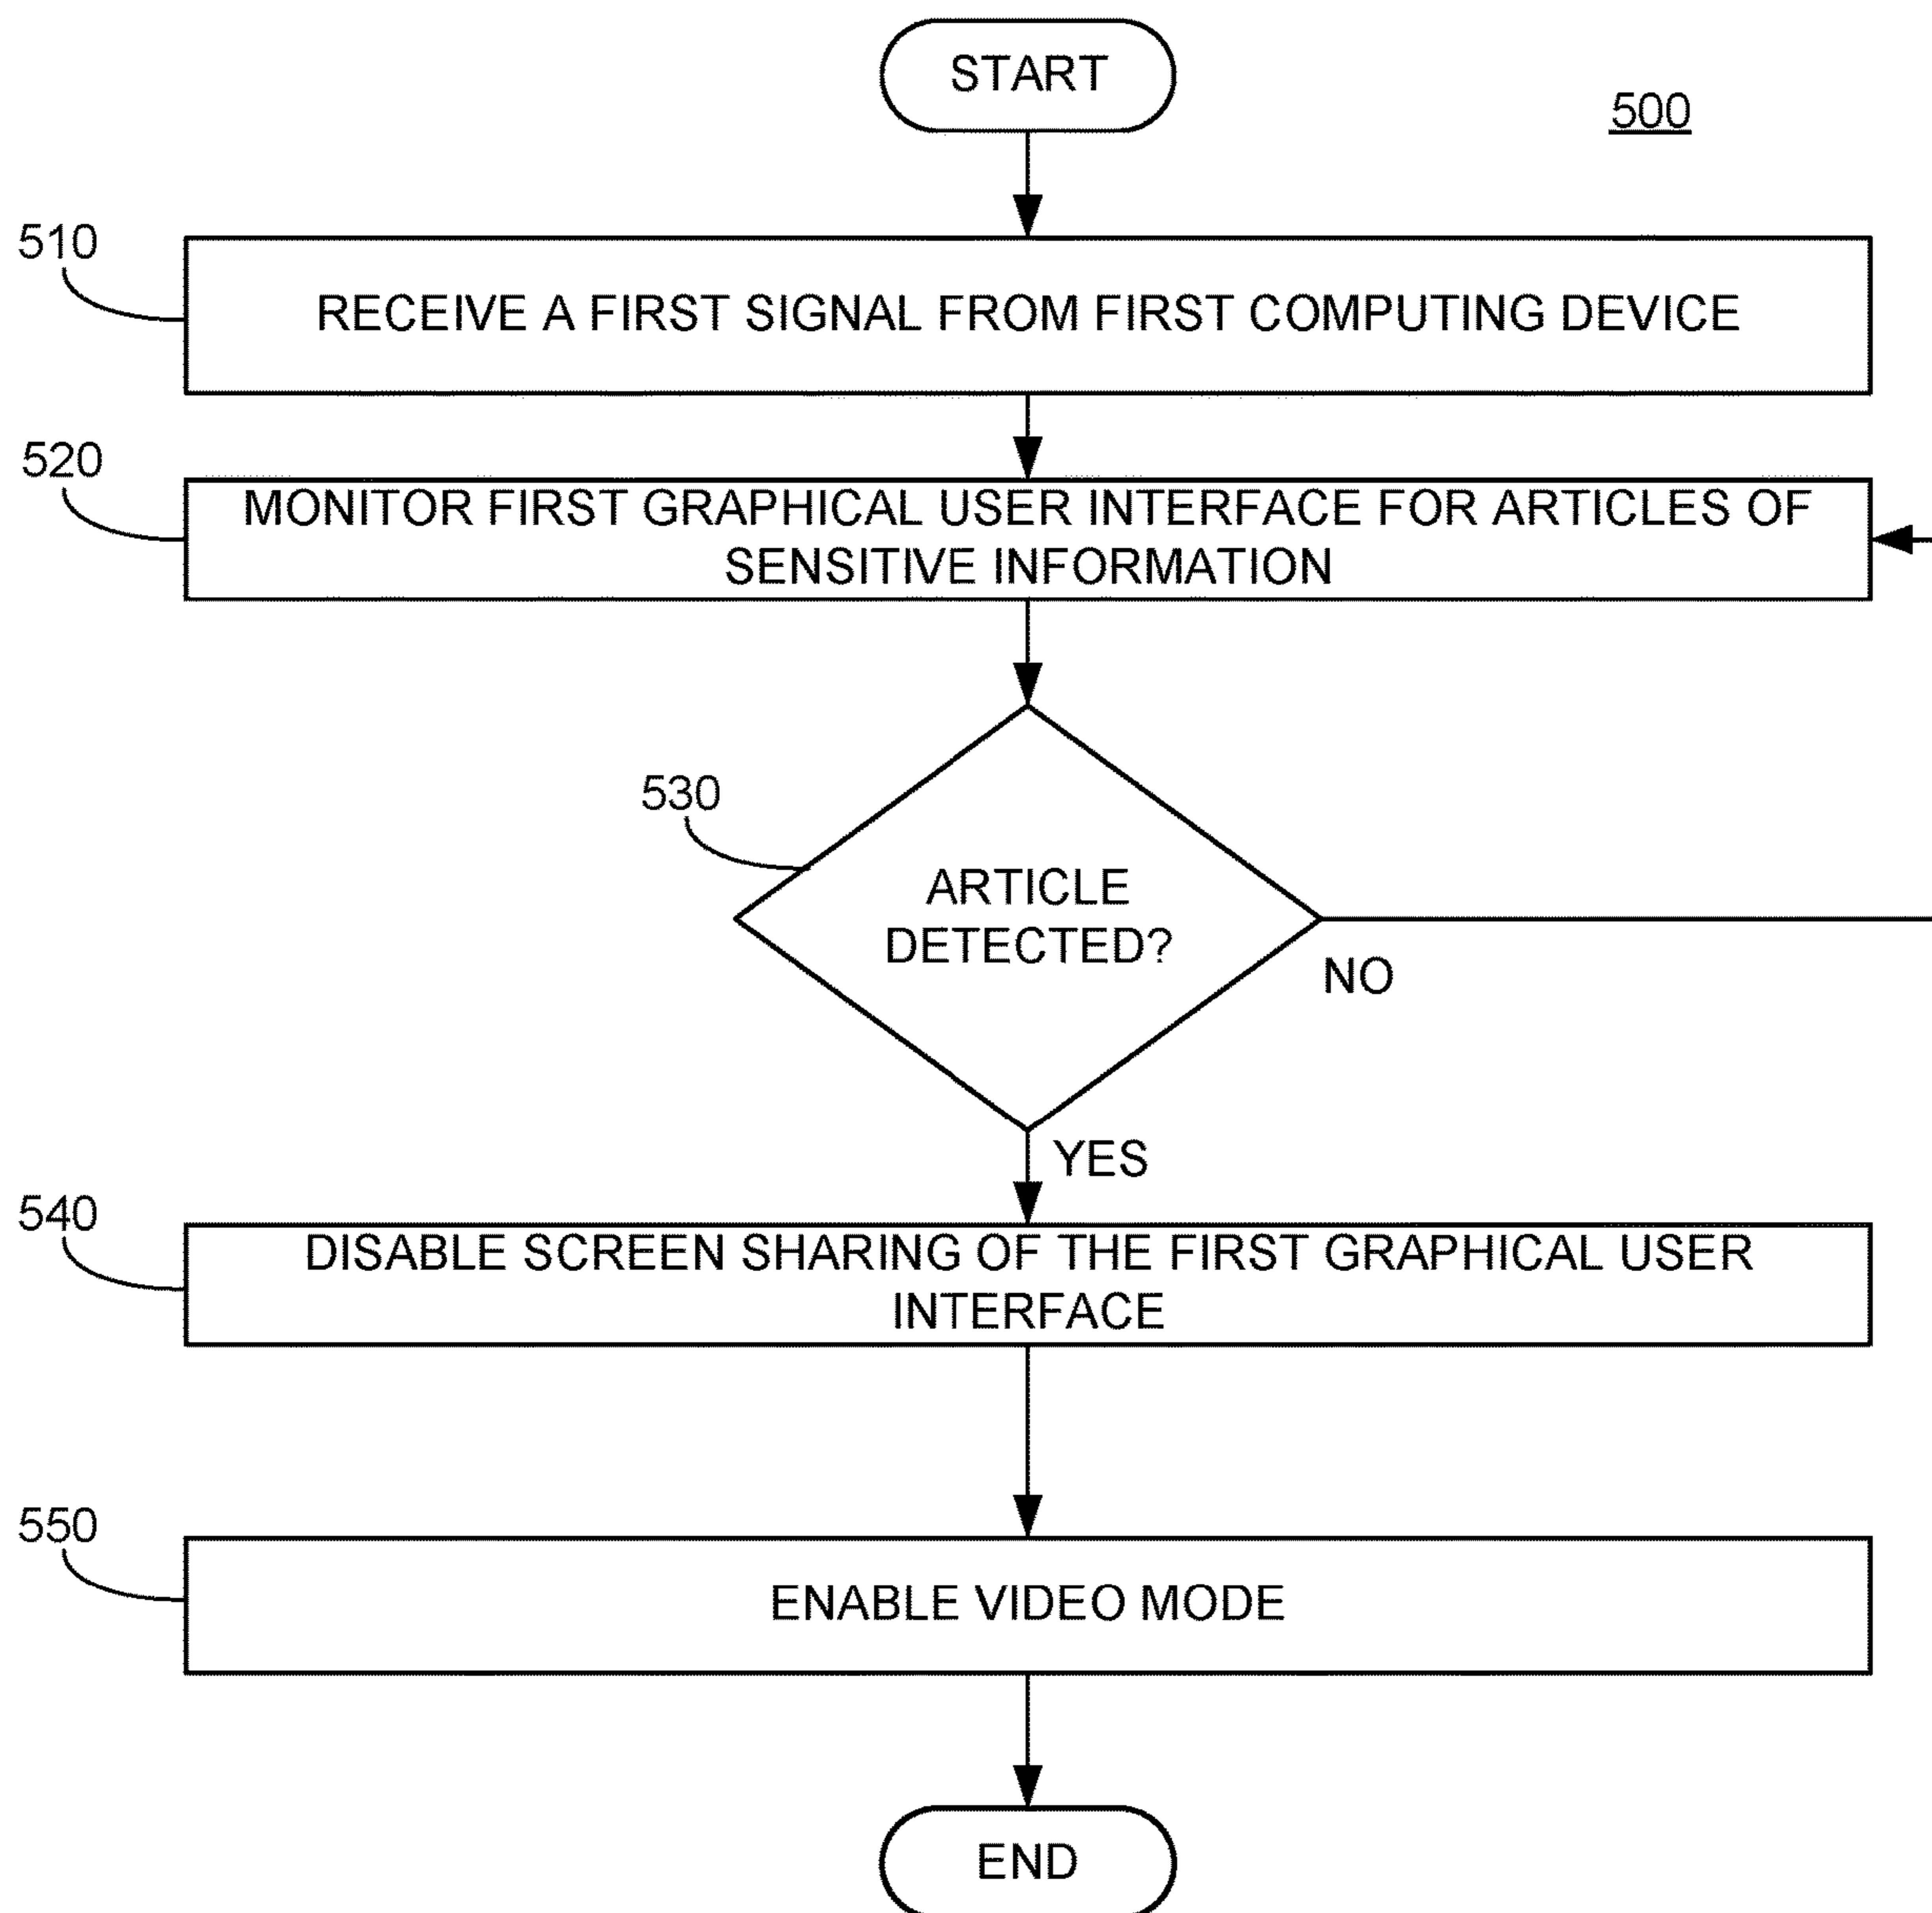 START
500
510
RECEIVE A FIRST SIGNAL FROM FIRST COMPUTING DEVICE
520
MONITOR FIRST GRAPHICAL USER INTERFACE FOR ARTICLES OF
SENSITIVE INFORMATION
530
ARTICLE
DETECTED?
NO
YES
540
DISABLE SCREEN SHARING OF THE FIRST GRAPHICAL USER
INTERFACE
550
ENABLE VIDEO MODE
END